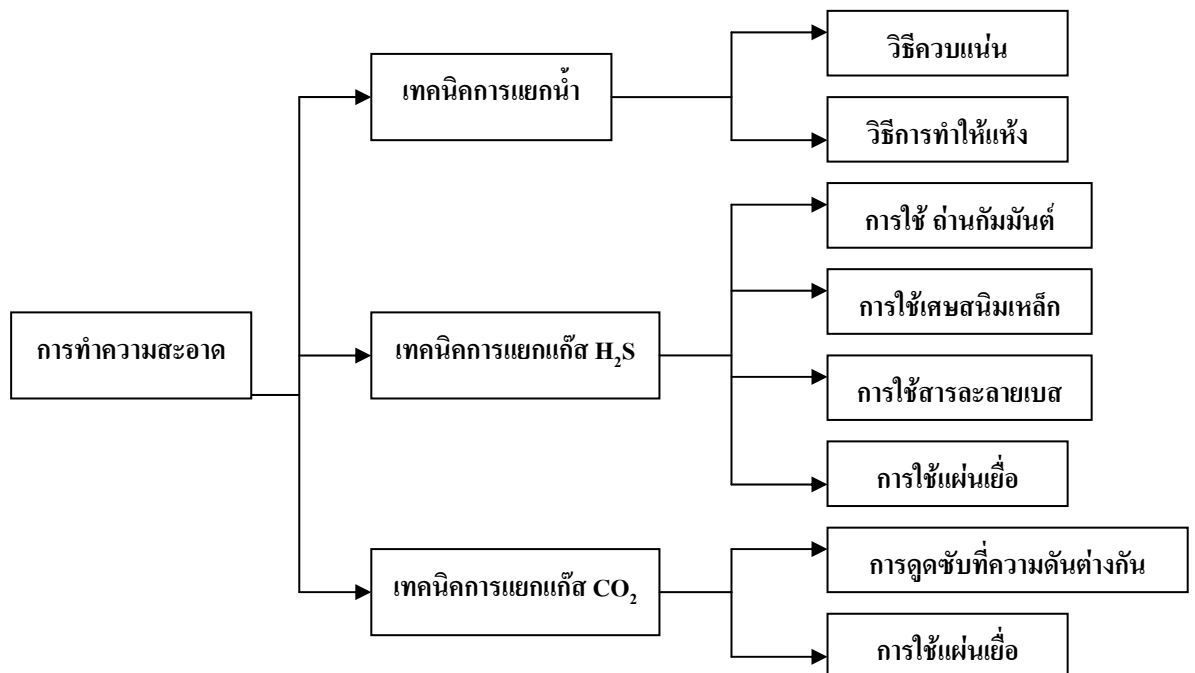 วิธีควบแน่น
เทคนิคการแยกน้ำ
วิธีการทำให้แห้ง
การใช้ ถ่านกัมมันต์
การใช้เศษสนิมเหล็ก
การทำความสะอาด
เทคนิคการแยกแก๊ส H₂S
การใช้สารละลายเบส
การใช้แผ่นเยื่อ
การดูดซับที่ความดันต่างกัน
เทคนิคการแยกแก๊ส CO₂
การใช้แผ่นเยื่อ